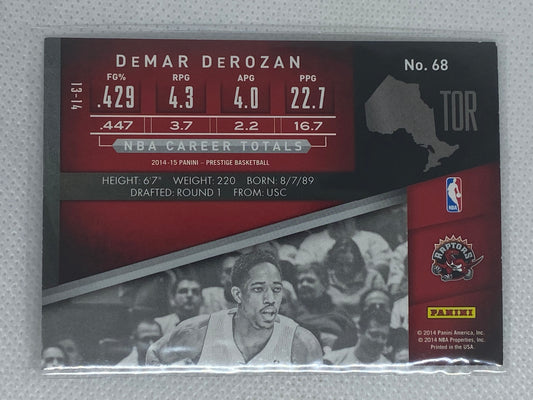 DEMAR DEROZAN
No. 68
FG% RPG APG PPG
13-14
.429 4.3 4.0 22.7
.447 3.7 2.2 16.7
NBA CAREER TOTALS
2014-15 PANINI – PRESTIGE BASKETBALL
TOR
HEIGHT: 6'7" WEIGHT: 220 BORN: 8/7/89
DRAFTED: ROUND 1 FROM: USC
NBA
RAPTORS
PANINI
© 2014 Panini America, Inc.
© 2014 NBA Properties, Inc.
Printed in the USA.